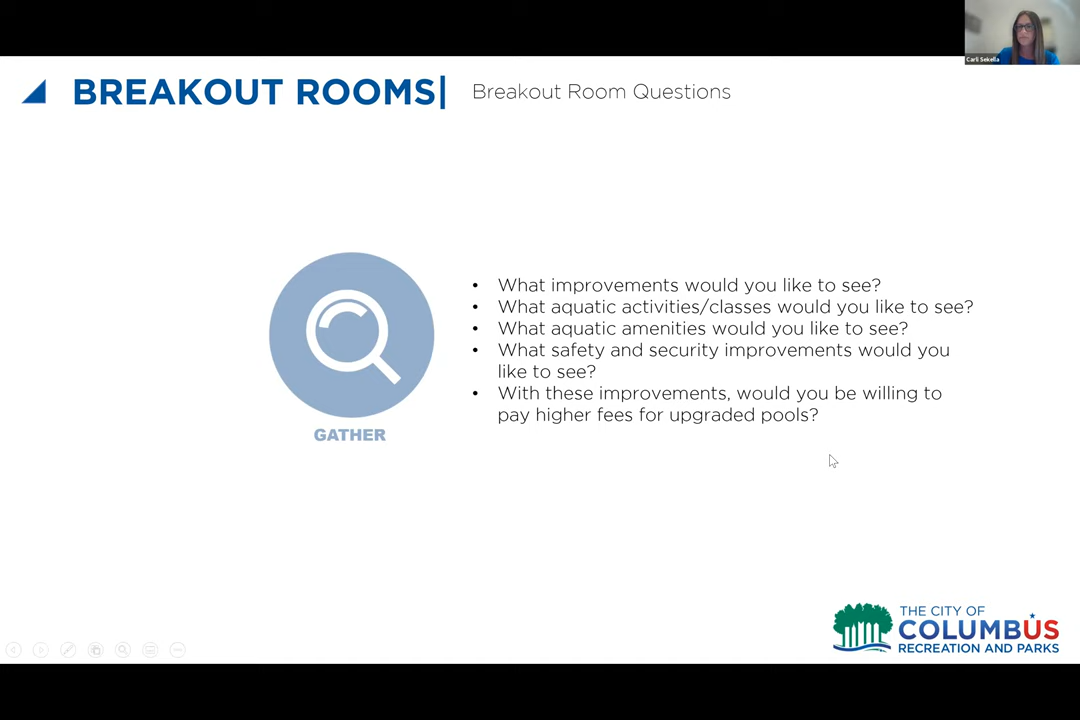 Carli Sekella
BREAKOUT ROOMS|
Breakout Room Questions
• What improvements would you like to see?
• What aquatic activities/classes would you like to see?
• What aquatic amenities would you like to see?
• What safety and security improvements would you
like to see?
• With these improvements, would you be willing to
pay higher fees for upgraded pools?
GATHER
THE CITY OF
COLUMBUS
RECREATION AND PARKS